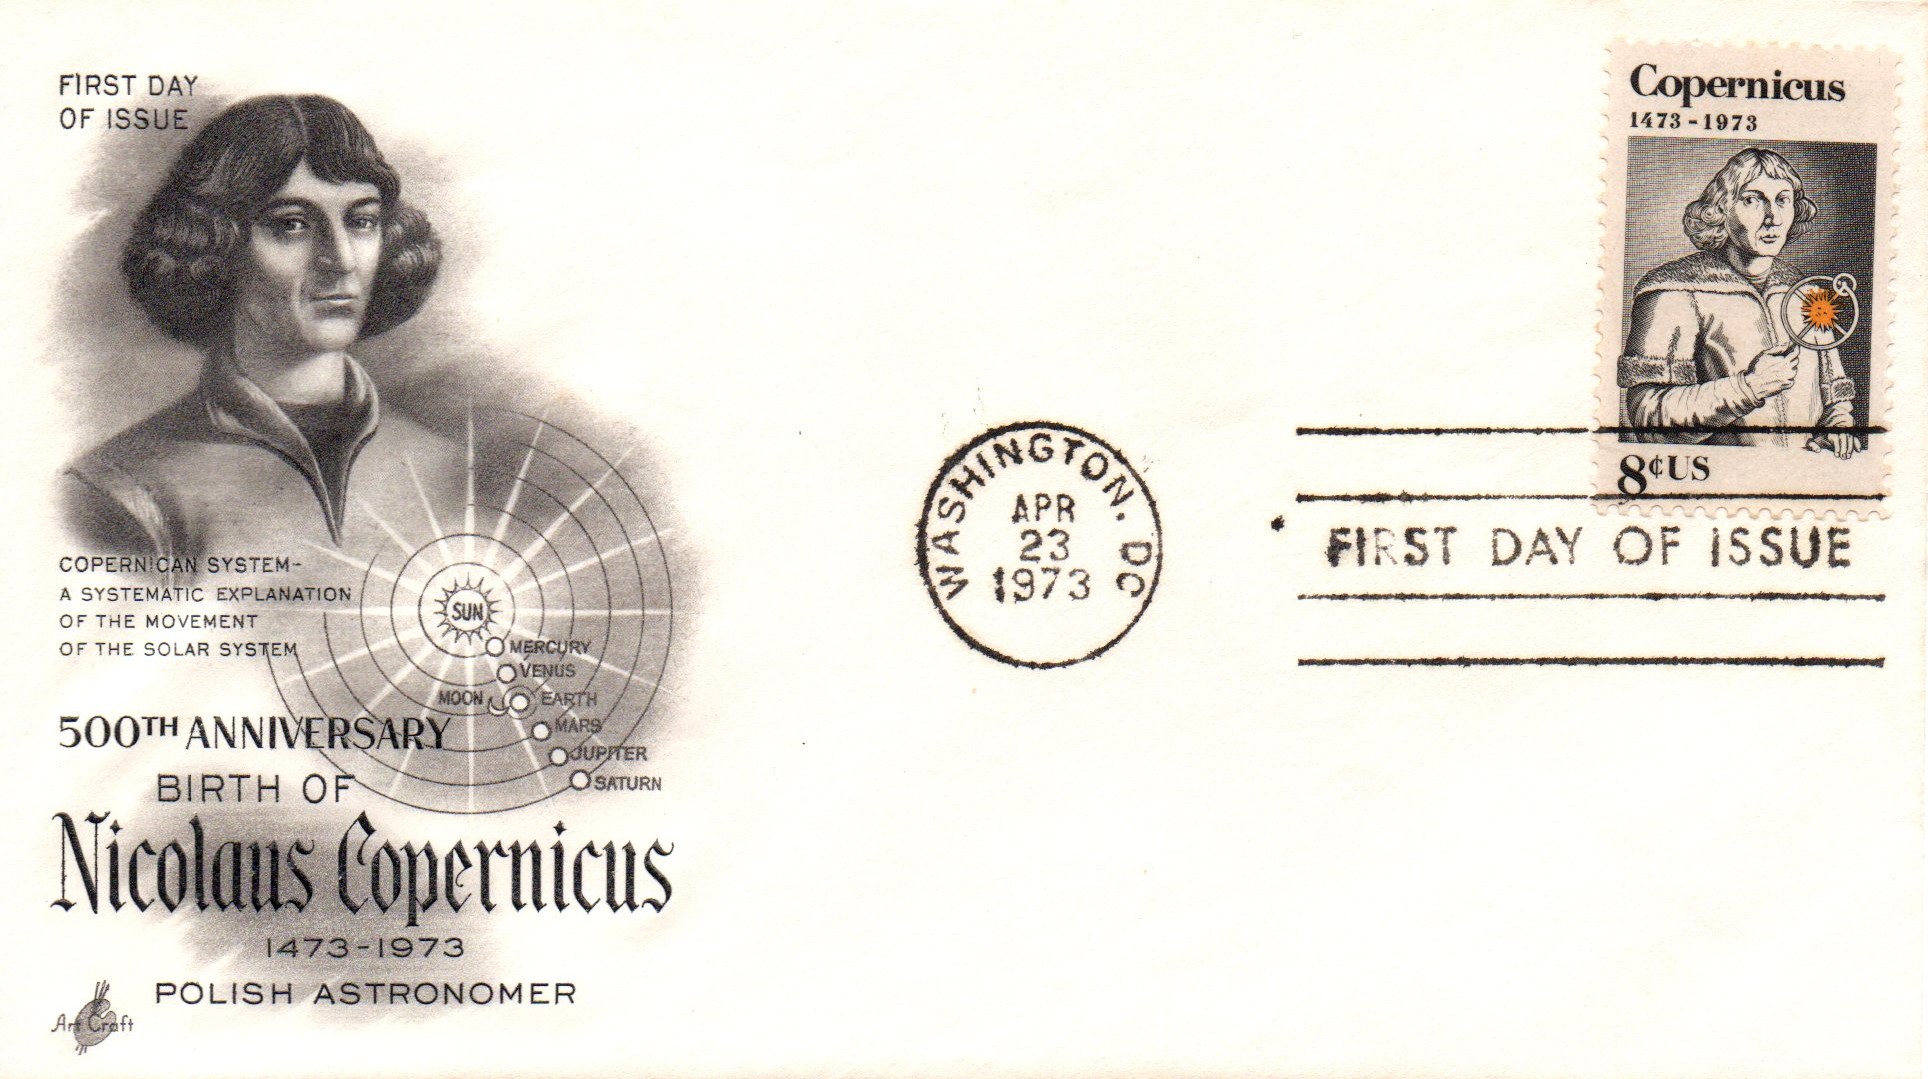 FIRST DAY
OF ISSUE
COPERNICAN SYSTEM-
A SYSTEMATIC EXPLANATION
OF THE MOVEMENT
OF THE SOLAR SYSTEM
SUN
MERCURY
VENUS
MOON EARTH
MARS
JUPITER
SATURN
500TH ANNIVERSARY
BIRTH OF
Nicolaus Copernicus
1473-1973
POLISH ASTRONOMER
Art Craft
WASHINGTON, DC
APR
23
1973
Copernicus
1473-1973
8¢US
FIRST DAY OF ISSUE